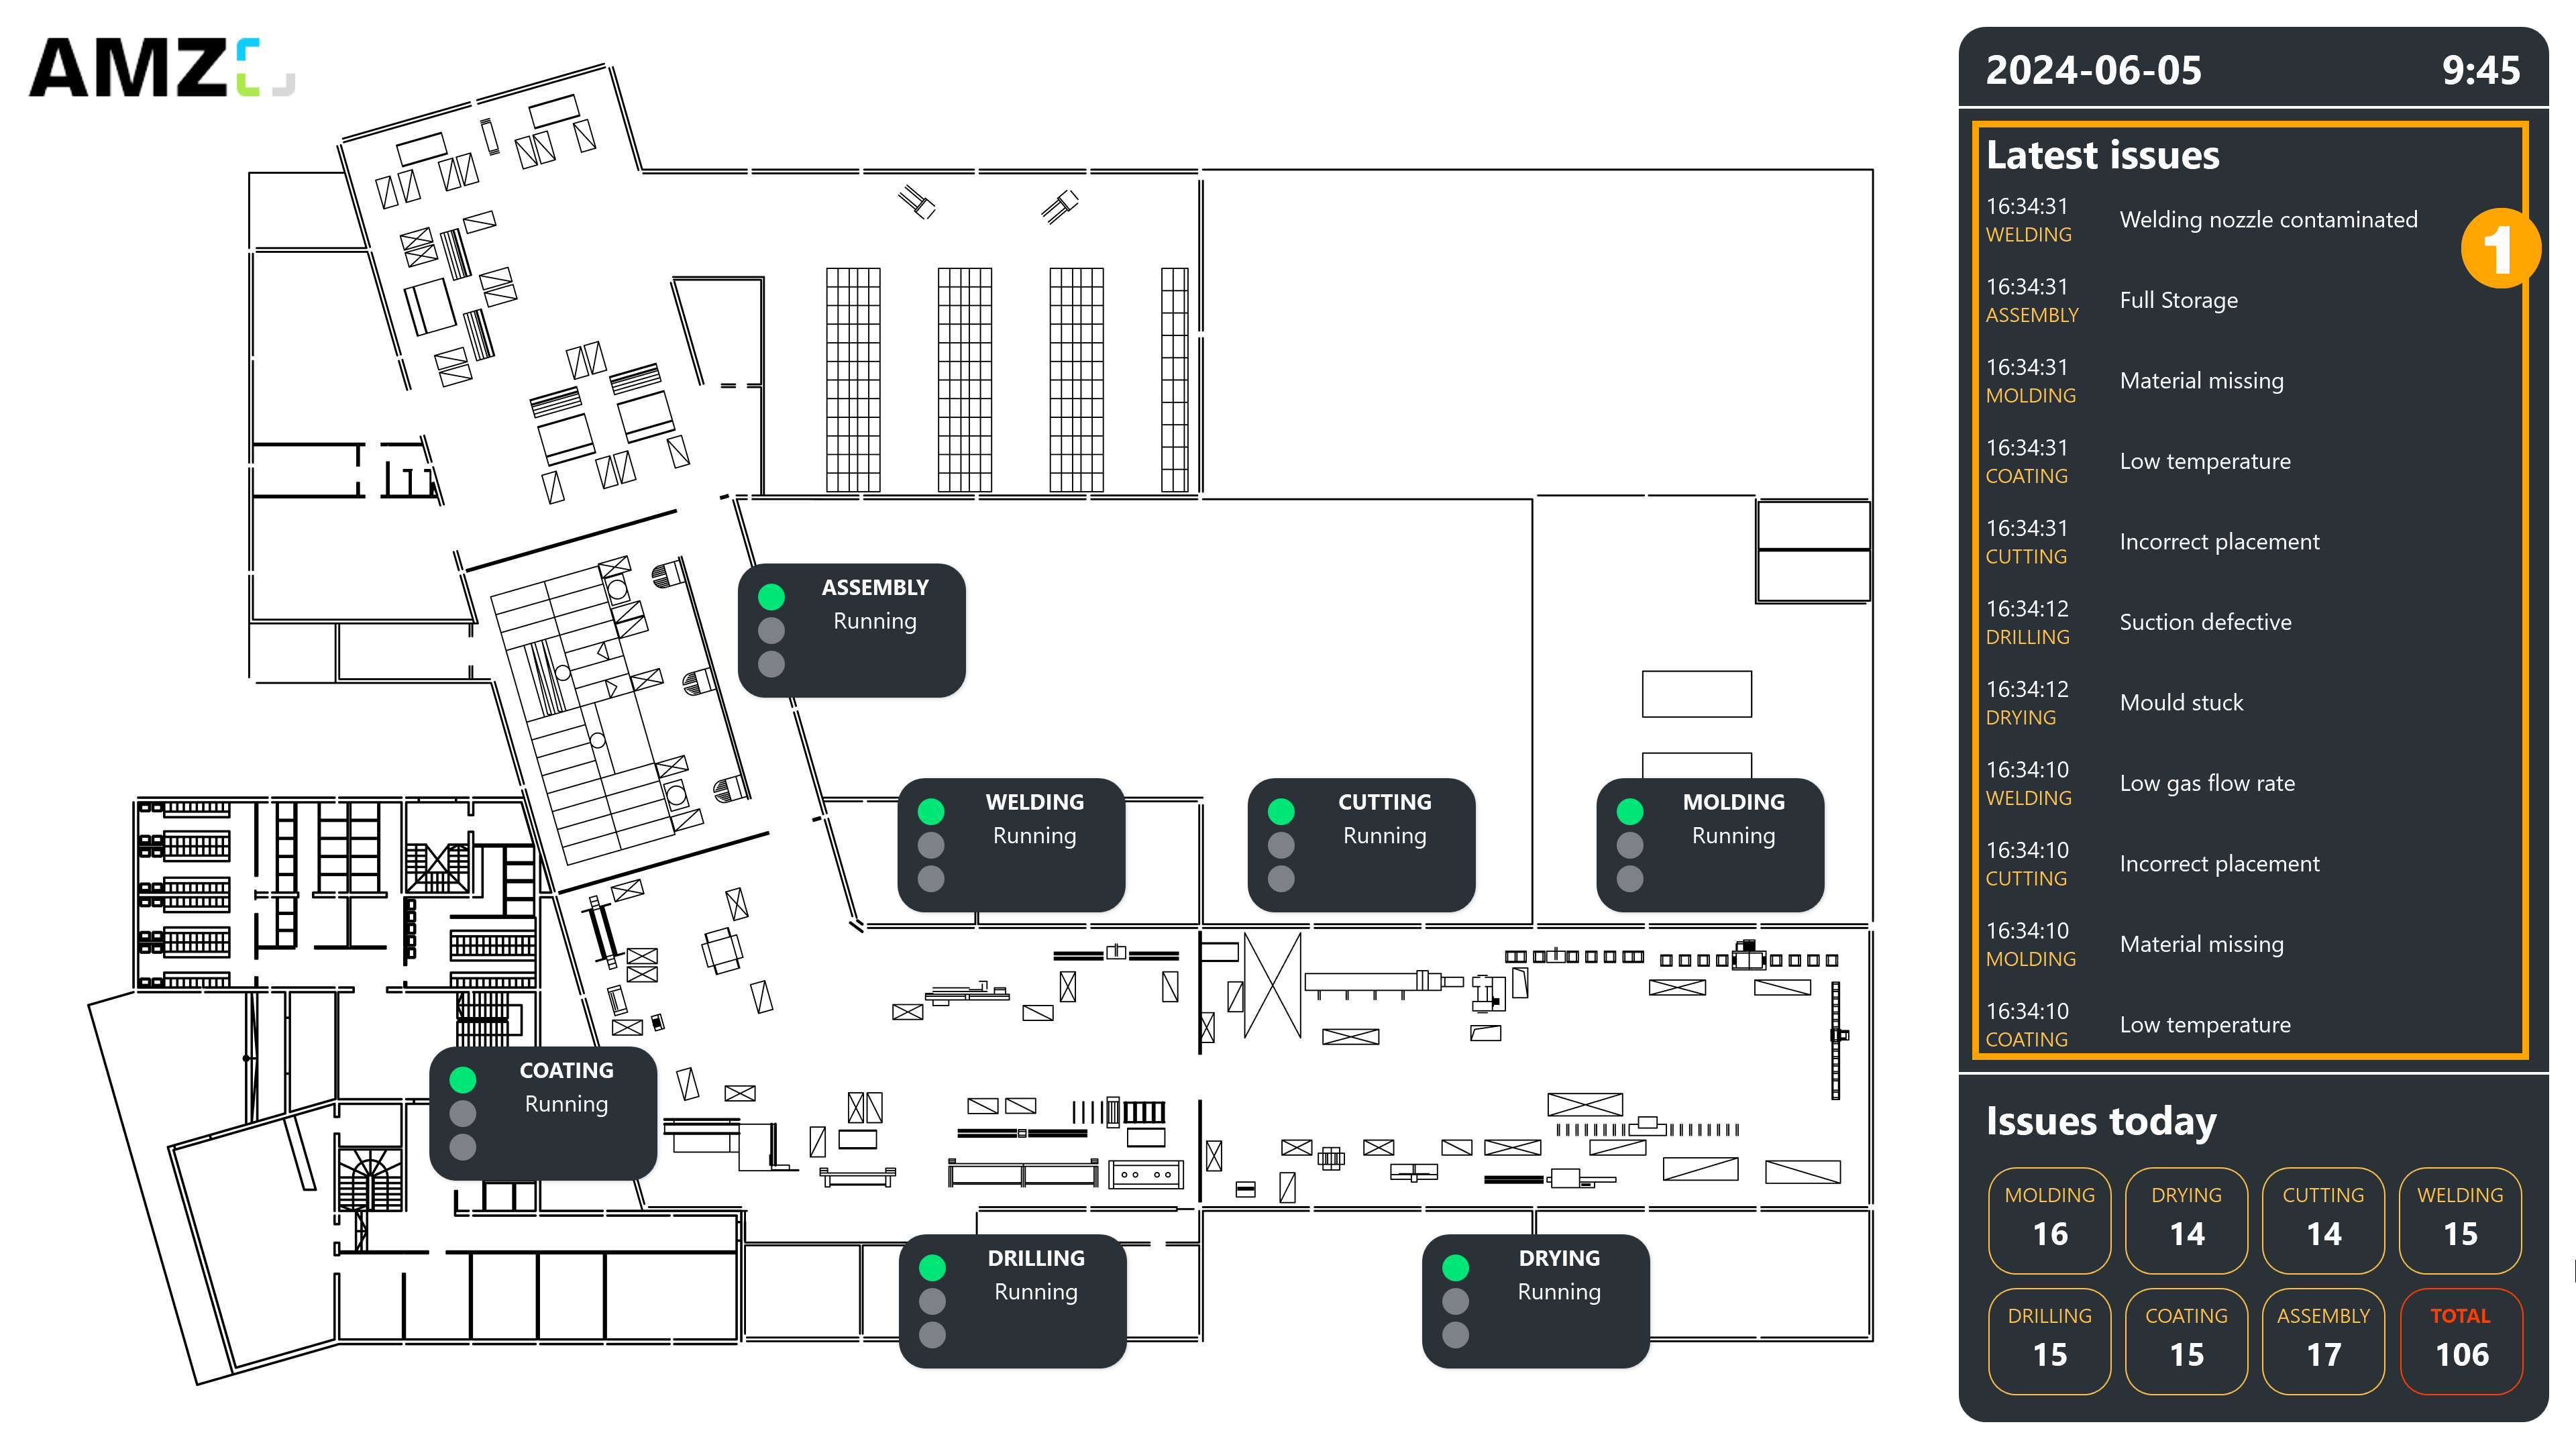 AMZ
ASSEMBLY
Running
WELDING
Running
CUTTING
Running
MOLDING
Running
COATING
Running
DRILLING
Running
DRYING
Running
2024-06-05 9:45
Latest issues
1
16:34:31
WELDING
Welding nozzle contaminated
16:34:31
ASSEMBLY
Full Storage
16:34:31
MOLDING
Material missing
16:34:31
COATING
Low temperature
16:34:31
CUTTING
Incorrect placement
16:34:12
DRILLING
Suction defective
16:34:12
DRYING
Mould stuck
16:34:10
WELDING
Low gas flow rate
16:34:10
CUTTING
Incorrect placement
16:34:10
MOLDING
Material missing
16:34:10
COATING
Low temperature
Issues today
MOLDING
16
DRYING
14
CUTTING
14
WELDING
15
DRILLING
15
COATING
15
ASSEMBLY
17
TOTAL
106